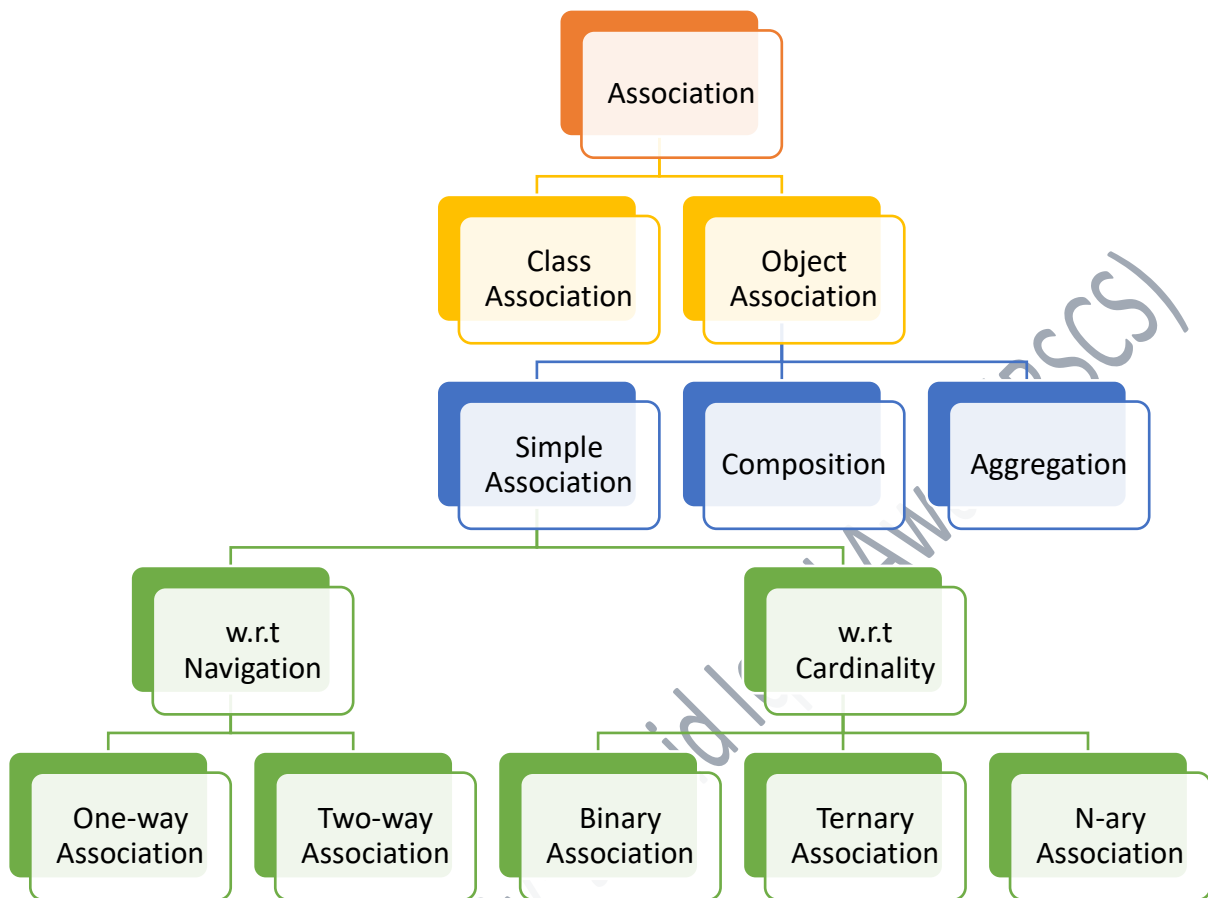 Association
Class
Association
Object
Association
Simple
Association
Composition
Aggregation
w.r.t
Navigation
w.r.t
Cardinality
One-way
Association
Two-way
Association
Binary
Association
Ternary
Association
N-ary
Association